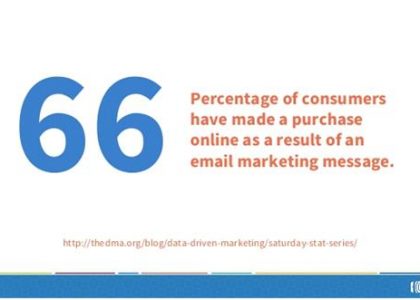 66
Percentage of consumers
have made a purchase
online as a result of an
email marketing message.
http://thedma.org/blog/data-driven-marketing/saturday-stat-series/